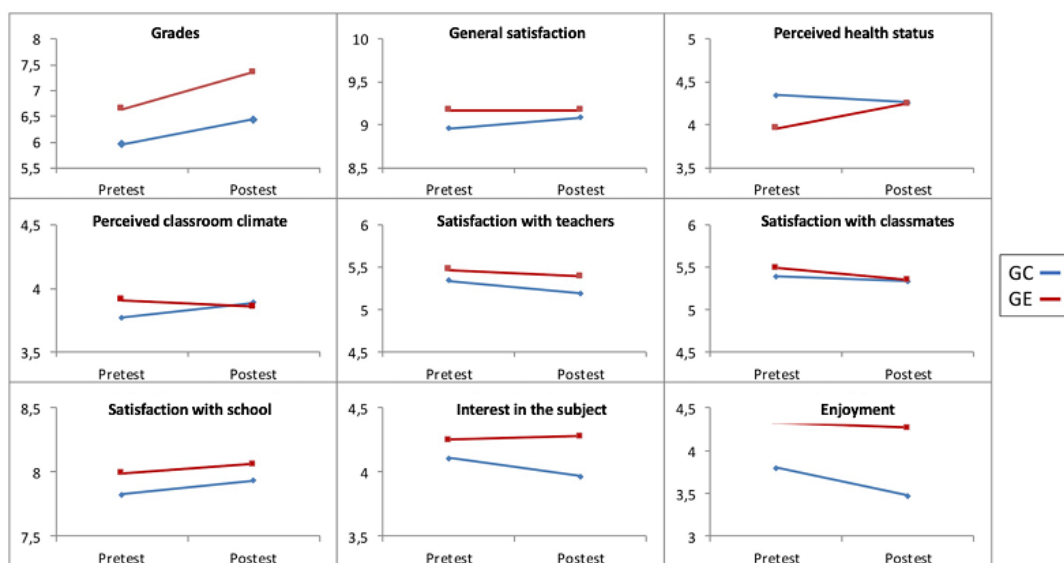 Grades
8
7,5
7
6,5
6
5,5
Pretest Postest
General satisfaction
10
9,5
9
8,5
Pretest Postest
Perceived health status
5
4,5
4
3,5
Pretest Postest
Perceived classroom climate
4,5
4
3,5
Pretest Postest
Satisfaction with teachers
6
5,5
5
4,5
Pretest Postest
Satisfaction with classmates
6
5,5
5
4,5
Pretest Postest
GC
GE
Satisfaction with school
8,5
8
7,5
Pretest Postest
Interest in the subject
4,5
4
3,5
Pretest Postest
Enjoyment
4,5
4
3,5
3
Pretest Postest